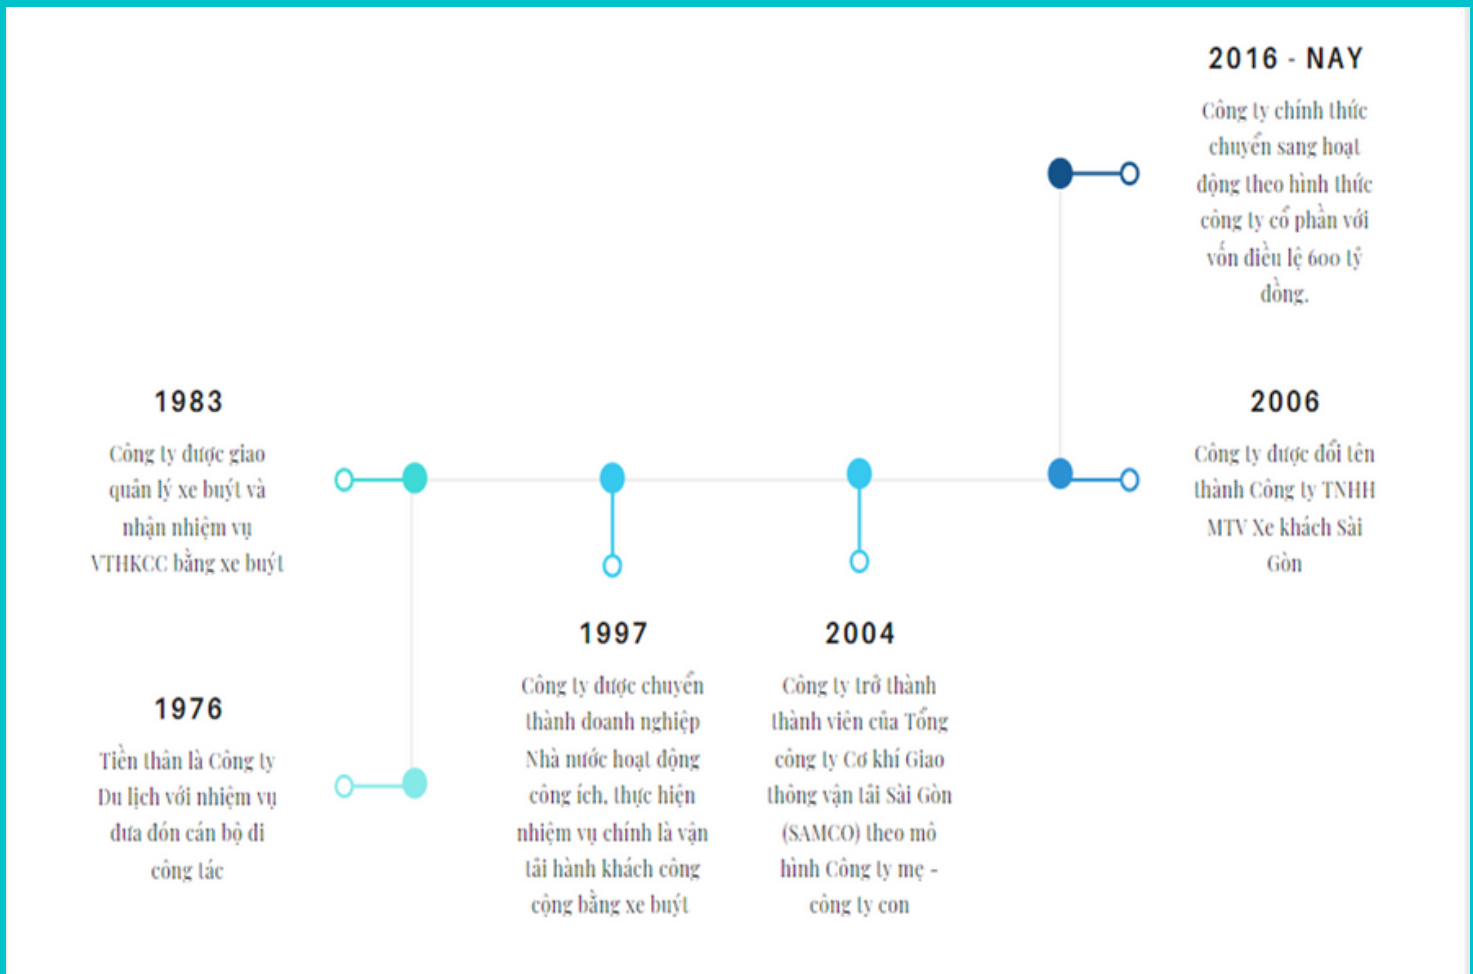 2016 - NAY
Công ty chính thức
chuyển sang hoạt
động theo hình thức
công ty cổ phần với
vốn điều lệ 600 tỷ
đồng.
1983
Công ty được giao
quản lý xe buýt và
nhận nhiệm vụ
VTHKCC bằng xe buýt
2006
Công ty được đổi tên
thành Công ty TNHH
MTV Xe khách Sài
Gòn
1976
Tiền thân là Công ty
Du lịch với nhiệm vụ
đưa đón cán bộ đi
công tác
1997
Công ty được chuyển
thành doanh nghiệp
Nhà nước hoạt động
công ích, thực hiện
nhiệm vụ chính là vận
tải hành khách công
cộng bằng xe buýt
2004
Công ty trở thành
thành viên của Tổng
công ty Cơ khí Giao
thông vận tải Sài Gòn
(SAMCO) theo mô
hình Công ty mẹ -
công ty con